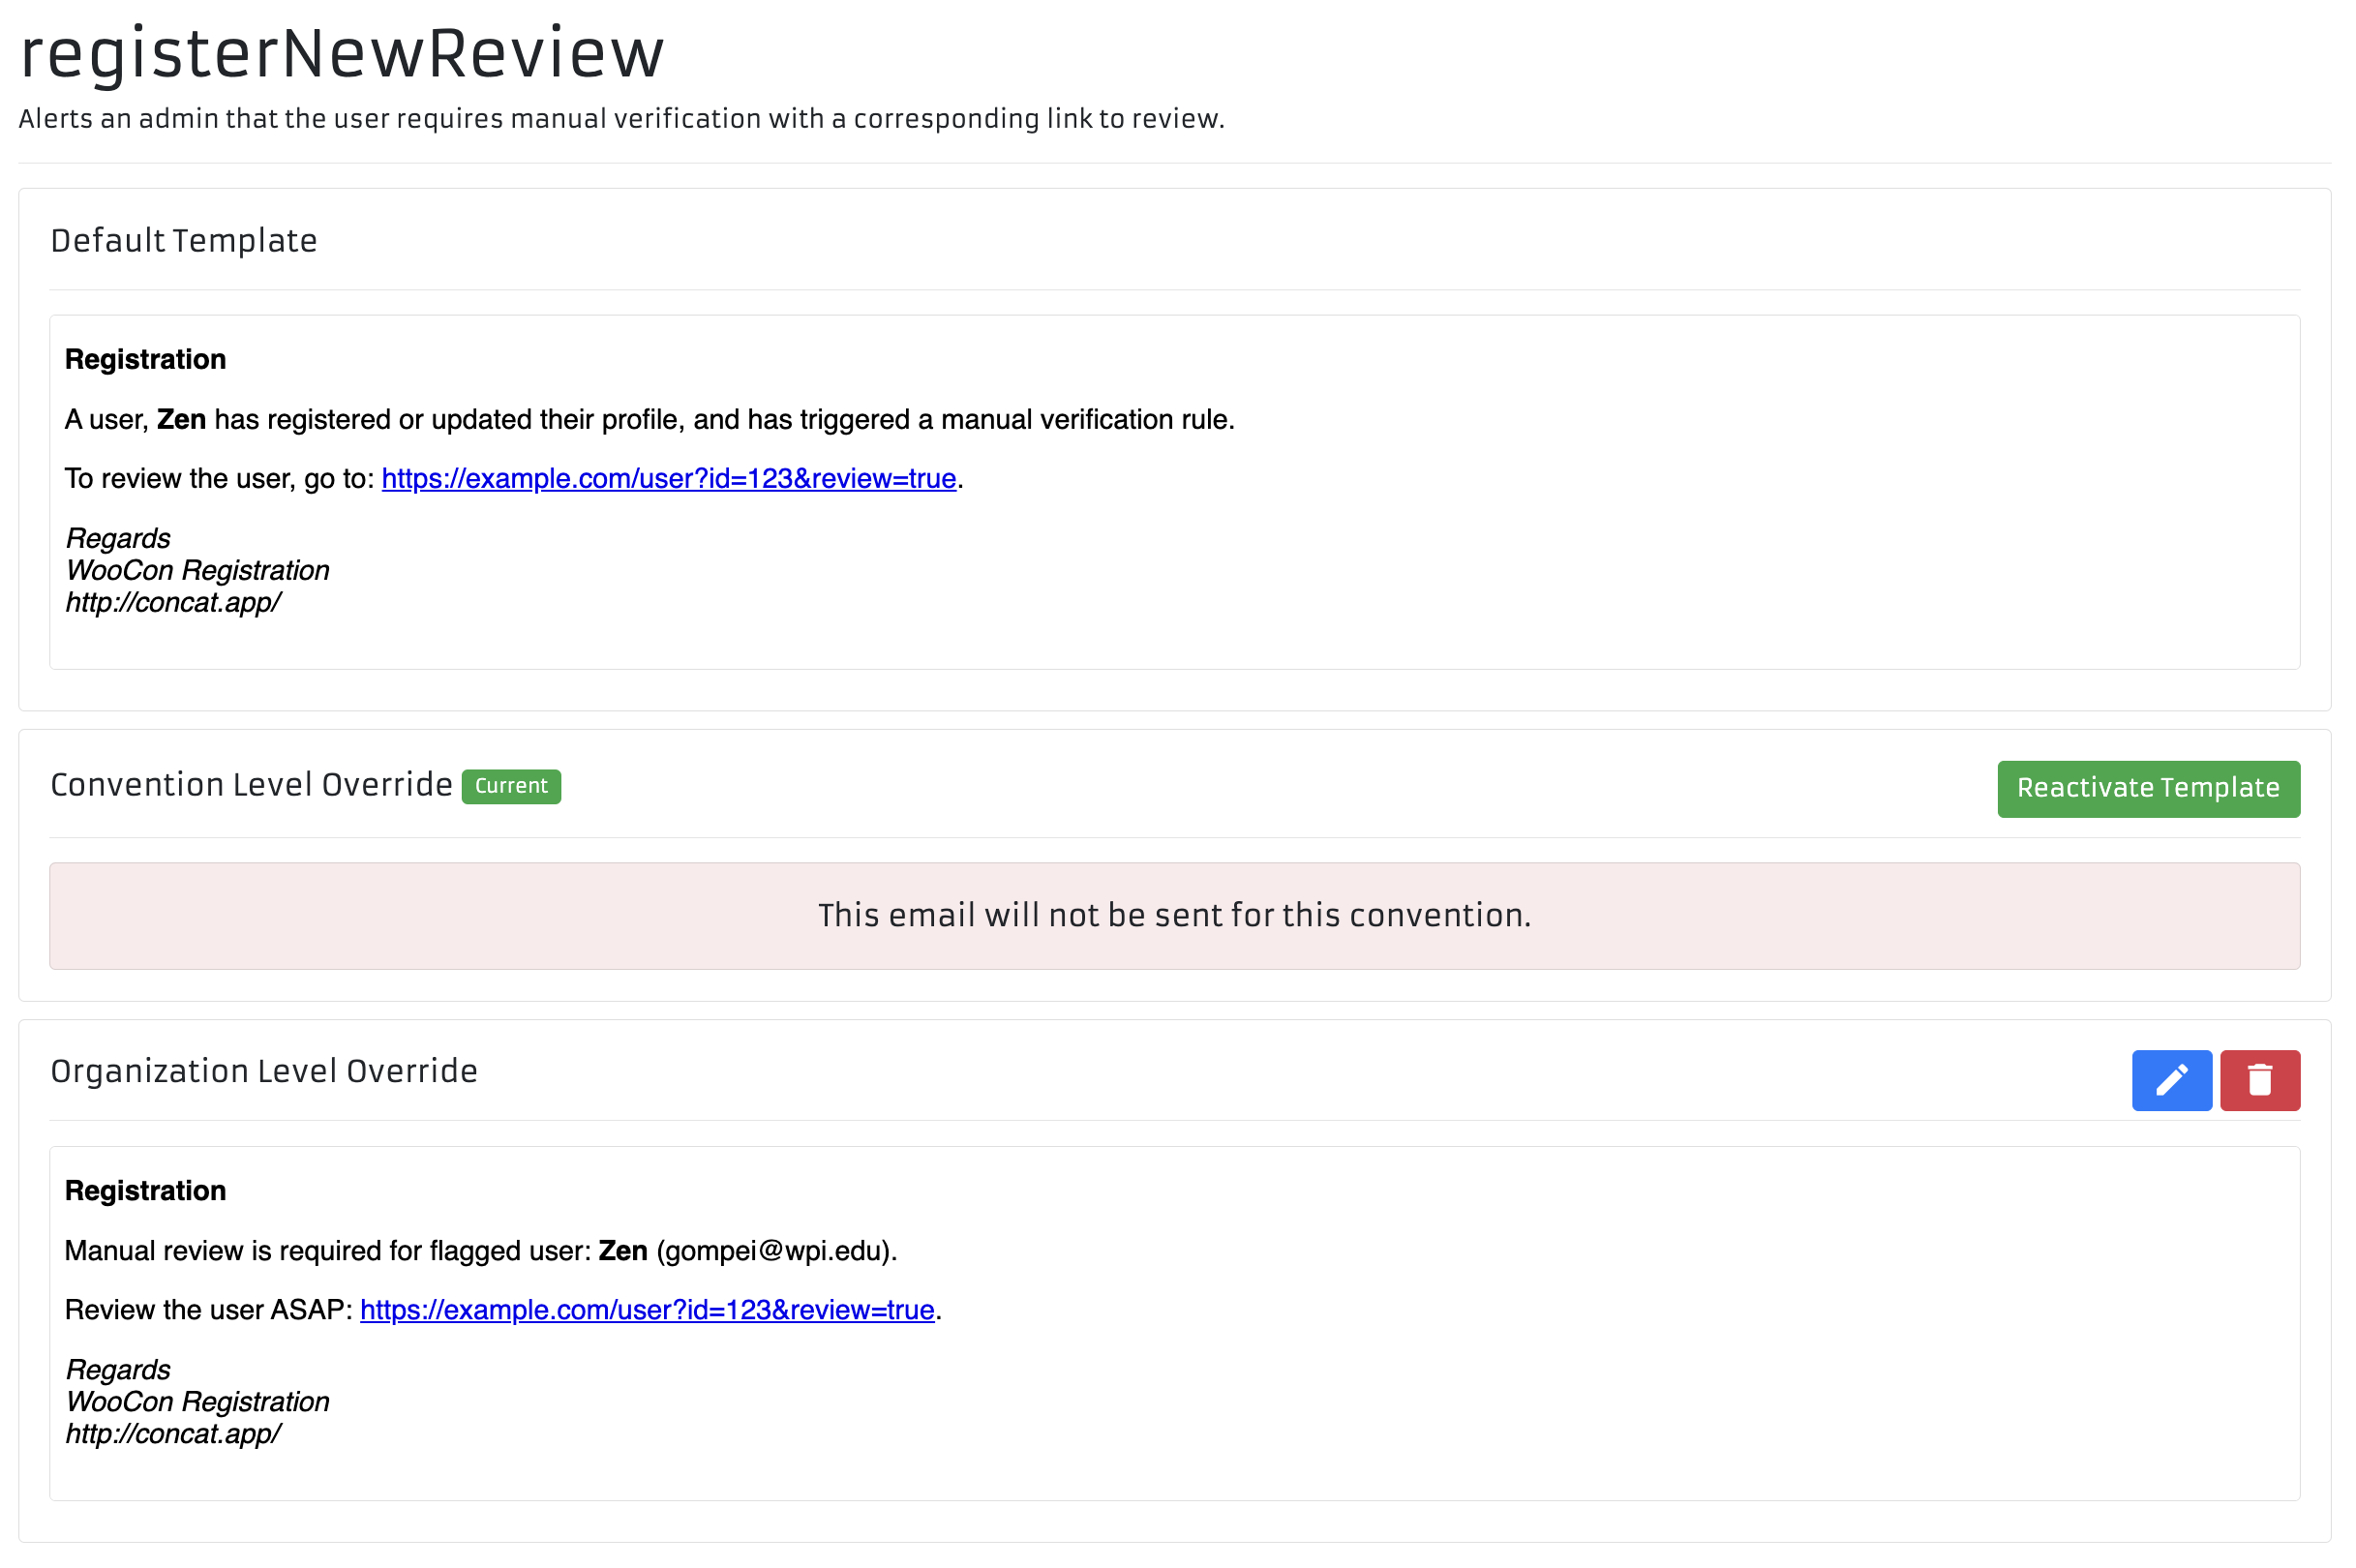 registerNewReview
Alerts an admin that the user requires manual verification with a corresponding link to review.
Default Template
Registration
A user, Zen has registered or updated their profile, and has triggered a manual verification rule.
To review the user, go to: https://example.com/user?id=123&review=true.
Regards
WooCon Registration
http://concat.app/
Convention Level Override Current
Reactivate Template
This email will not be sent for this convention.
Organization Level Override
Registration
Manual review is required for flagged user: Zen (gompei@wpi.edu).
Review the user ASAP: https://example.com/user?id=123&review=true.
Regards
WooCon Registration
http://concat.app/